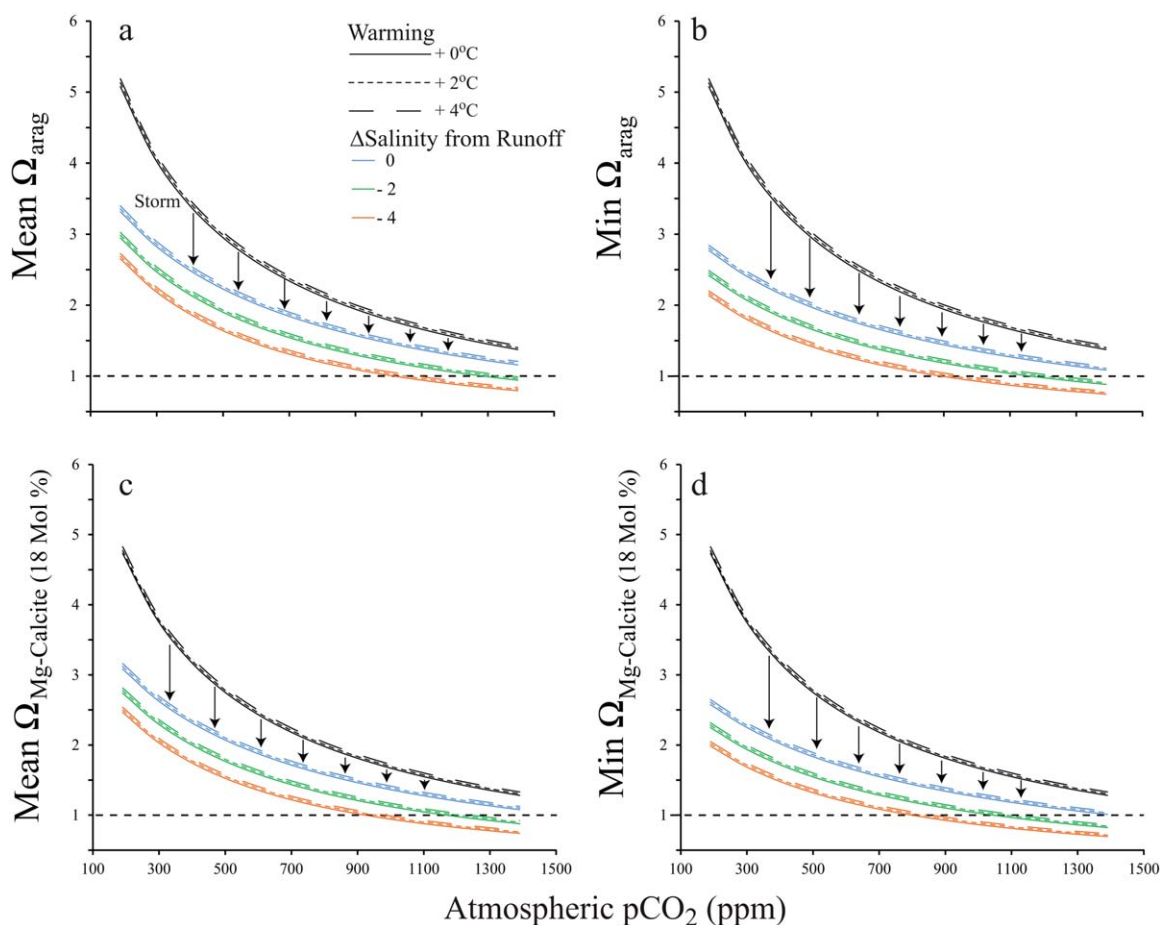 a
Warming
+ 0°C
+ 2°C
+ 4°C
ΔSalinity from Runoff
0
- 2
- 4
Storm
Mean Ωarag
6
5
4
3
2
1
b
Min Ωarag
6
5
4
3
2
1
c
Mean ΩMg-Calcite (18 Mol %)
6
5
4
3
2
1
100 300 500 700 900 1100 1300 1500
d
Min ΩMg-Calcite (18 Mol %)
6
5
4
3
2
1
100 300 500 700 900 1100 1300 1500
Atmospheric pCO2 (ppm)